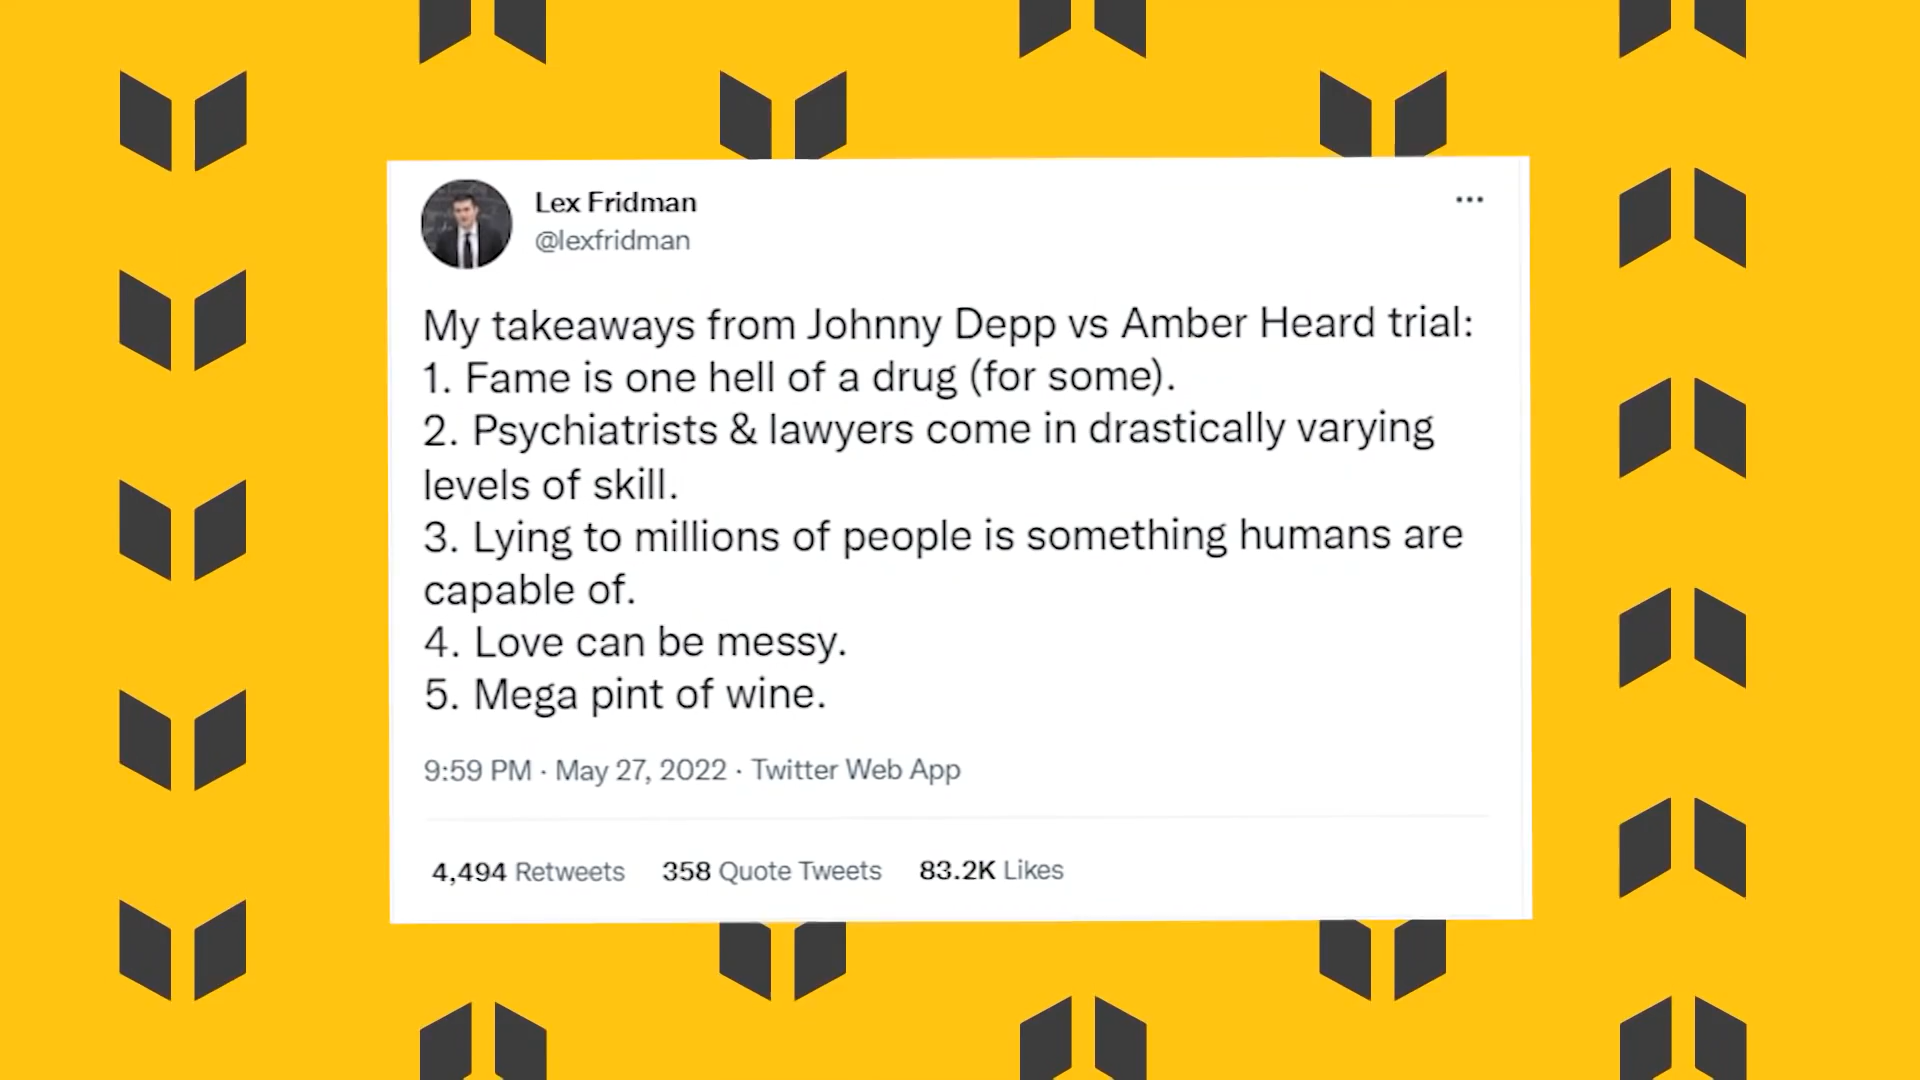 Lex Fridman
@lexfridman
My takeaways from Johnny Depp vs Amber Heard trial:
1. Fame is one hell of a drug (for some).
2. Psychiatrists & lawyers come in drastically varying
levels of skill.
3. Lying to millions of people is something humans are
capable of.
4. Love can be messy.
5. Mega pint of wine.
9:59 PM · May 27, 2022 · Twitter Web App
4,494 Retweets 358 Quote Tweets 83.2K Likes